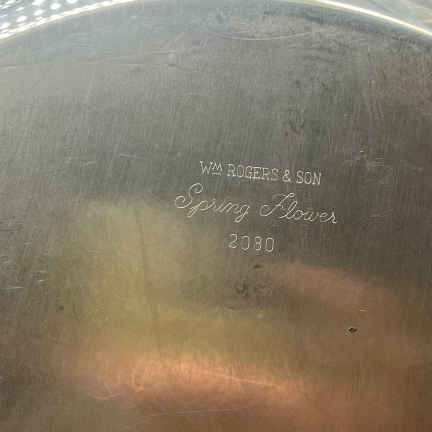 WM ROGERS & SON
Spring Flower
2080